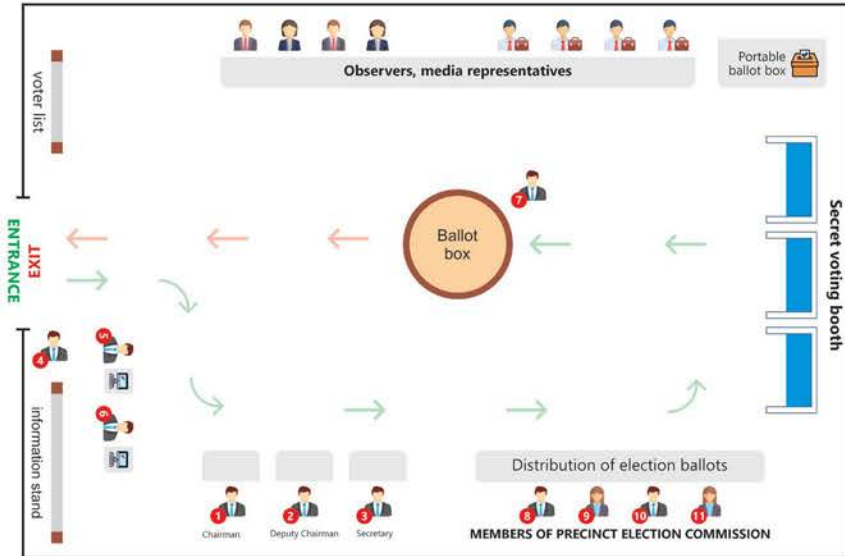 Observers, media representatives
Portable
ballot box
voter list
7
Secret voting booth
Ballot
box
EXIT
ENTRANCE
4
5
6
information stand
Distribution of election ballots
1
2
3
8
9
10
11
Chairman
Deputy Chairman
Secretary
MEMBERS OF PRECINCT ELECTION COMMISSION